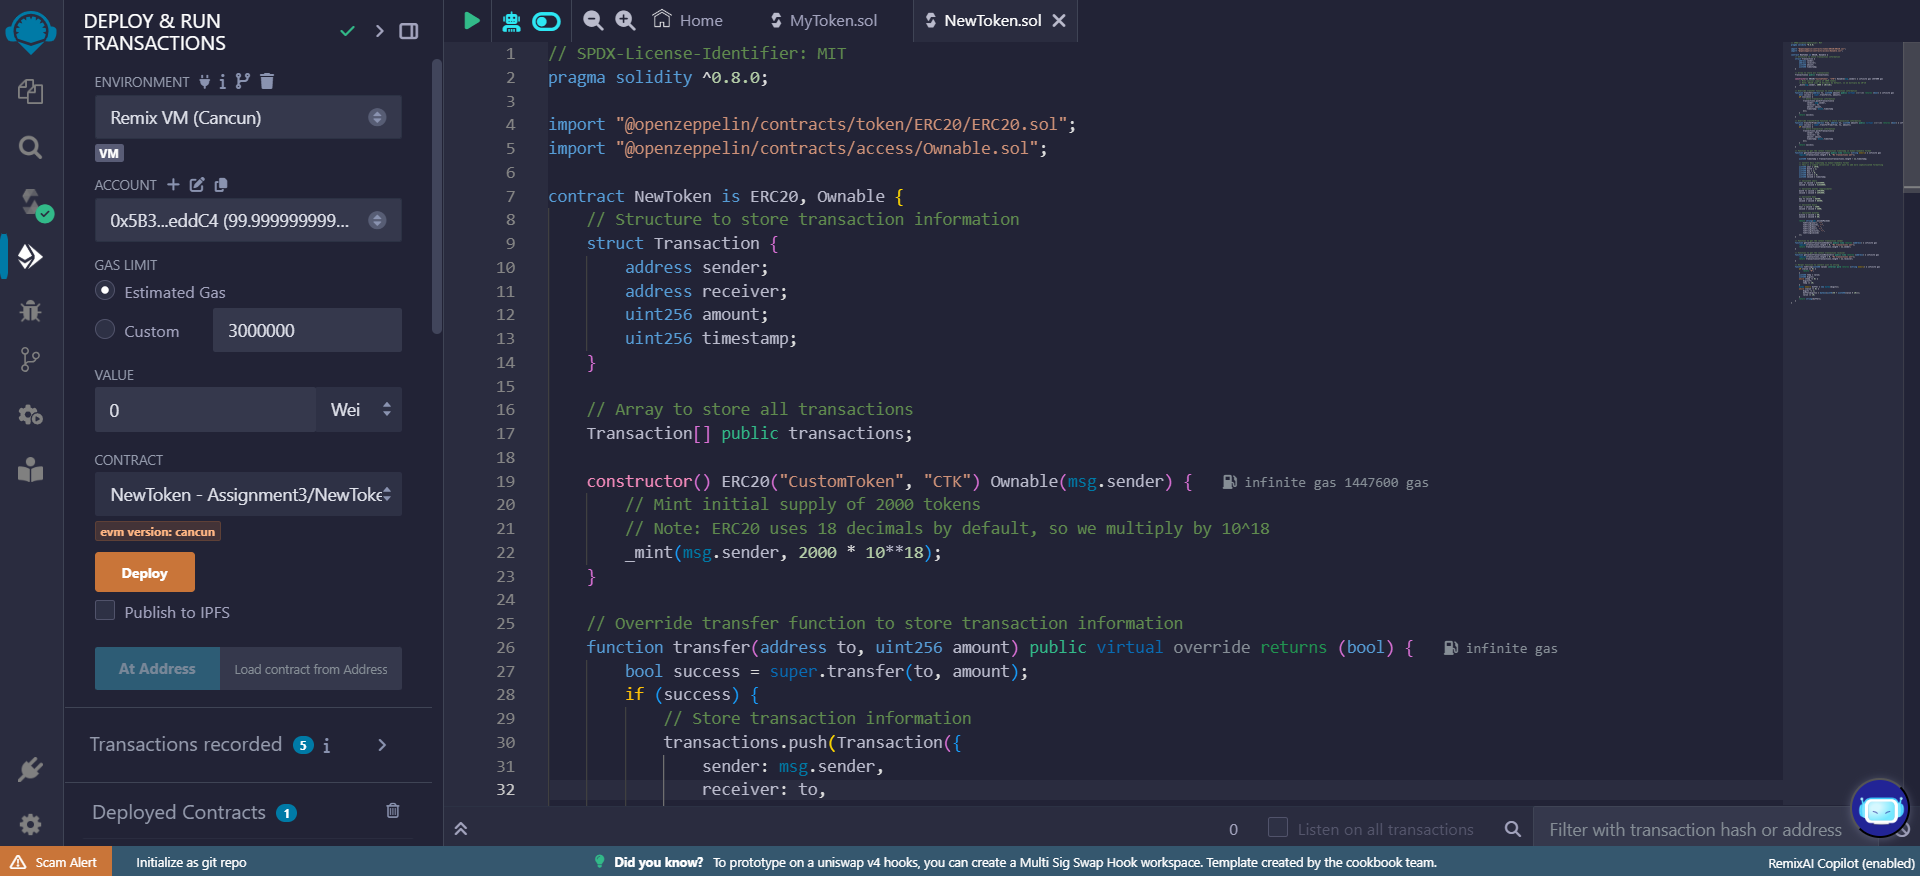 DEPLOY & RUN
TRANSACTIONS
ENVIRONMENT
Remix VM (Cancun)
VM
ACCOUNT
0x5B3...eddC4 (99.999999999...
GAS LIMIT
Estimated Gas
Custom
3000000
VALUE
0
Wei
CONTRACT
NewToken - Assignment3/NewToke
evm version: cancun
Deploy
Publish to IPFS
At Address
Load contract from Address
Transactions recorded 5 i
Deployed Contracts 1
Home
MyToken.sol
NewToken.sol
1 // SPDX-License-Identifier: MIT
2 pragma solidity ^0.8.0;
3
4 import "@openzeppelin/contracts/token/ERC20/ERC20.sol";
5 import "@openzeppelin/contracts/access/Ownable.sol";
6
7 contract NewToken is ERC20, Ownable {
8 // Structure to store transaction information
9 struct Transaction {
10 address sender;
11 address receiver;
12 uint256 amount;
13 uint256 timestamp;
14 }
15
16 // Array to store all transactions
17 Transaction[] public transactions;
18
19 constructor() ERC20("CustomToken", "CTK") Ownable(msg.sender) { infinite gas 1447600 gas
20 // Mint initial supply of 2000 tokens
21 // Note: ERC20 uses 18 decimals by default, so we multiply by 10^18
22 _mint(msg.sender, 2000 * 10**18);
23 }
24
25 // Override transfer function to store transaction information
26 function transfer(address to, uint256 amount) public virtual override returns (bool) { infinite gas
27 bool success = super.transfer(to, amount);
28 if (success) {
29 // Store transaction information
30 transactions.push(Transaction({
31 sender: msg.sender,
32 receiver: to,
0
Listen on all transactions
Filter with transaction hash or address
Scam Alert
Initialize as git repo
Did you know? To prototype on a uniswap v4 hooks, you can create a Multi Sig Swap Hook workspace. Template created by the cookbook team.
RemixAI Copilot (enabled)